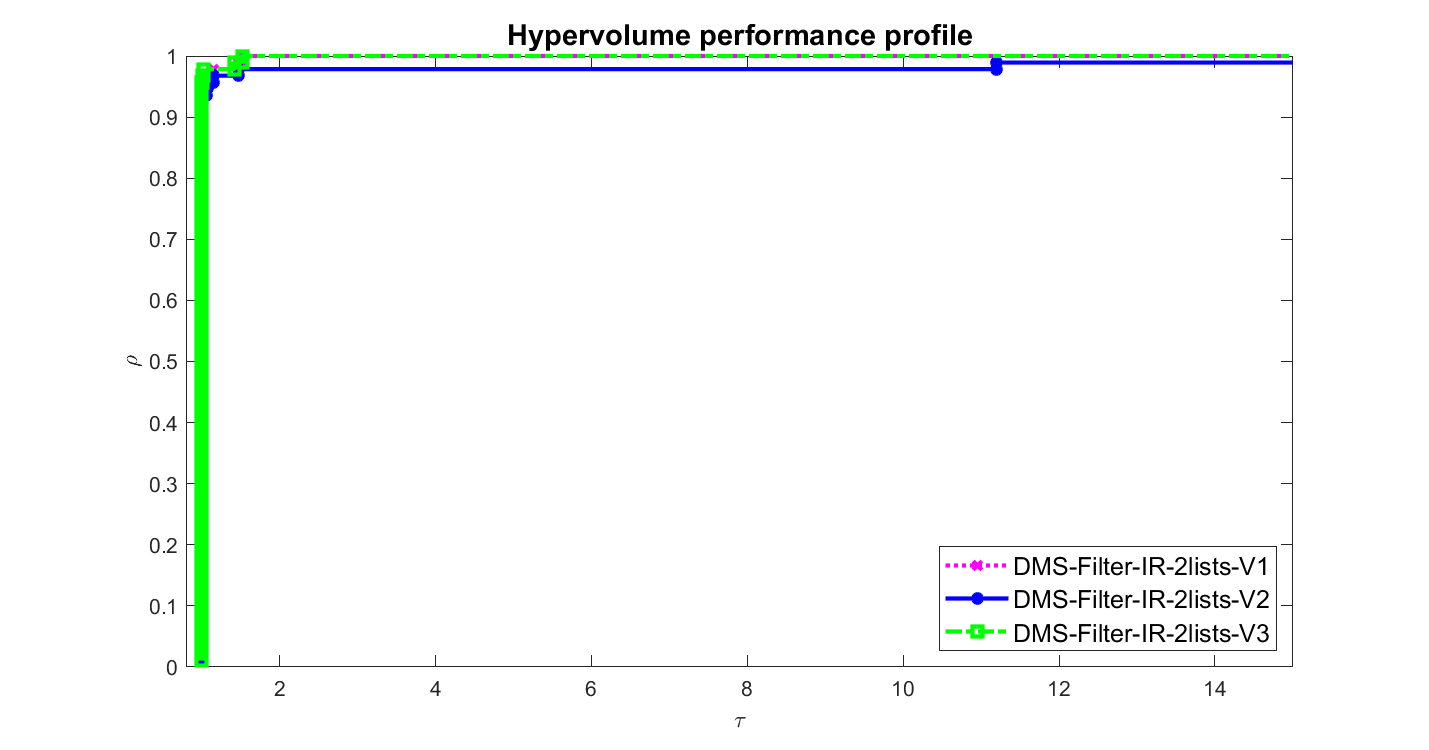 Hypervolume performance profile
1
0.9
0.8
0.7
0.6
0.5
0.4
0.3
0.2
0.1
0
ρ
2 4 6 8 10 12 14
τ
DMS-Filter-IR-2lists-V1
DMS-Filter-IR-2lists-V2
DMS-Filter-IR-2lists-V3